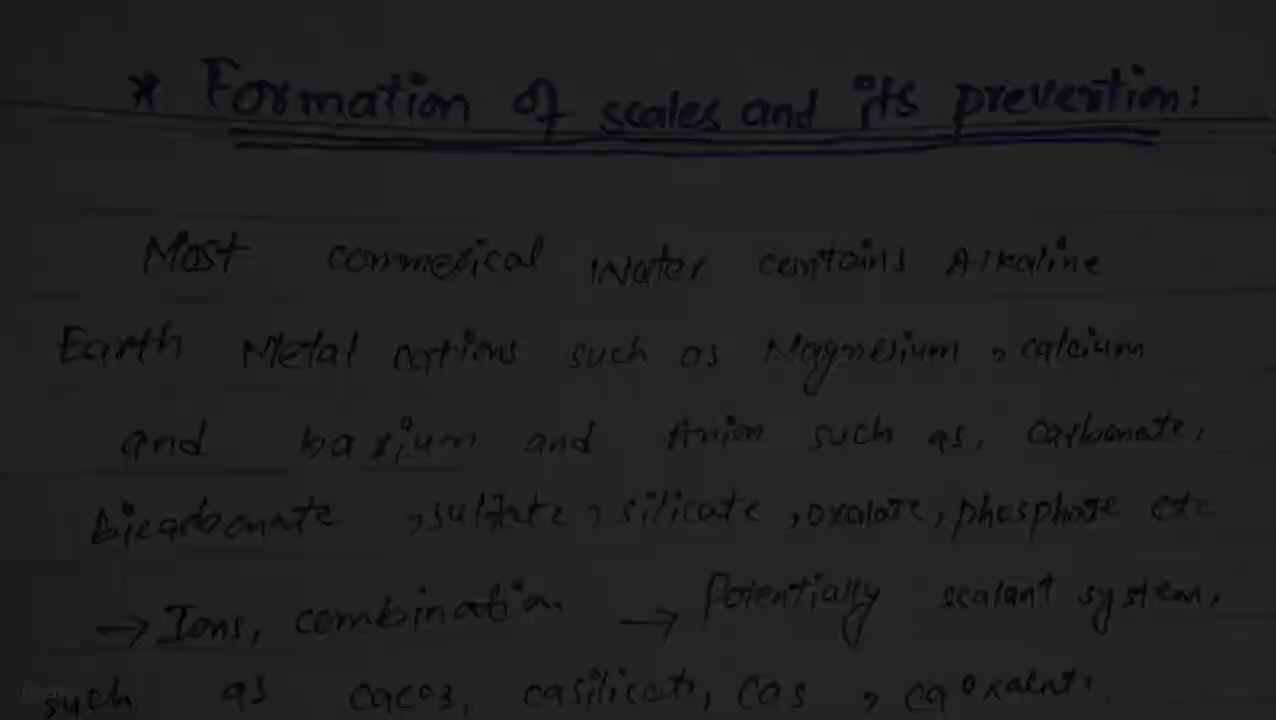 * Formation of scales and its prevention:
Most commerical Water contains Alkaline
Earth Metal cations such as Magnesium, calcium
and barium and Anion such as, carbonate,
bicarbonate, sulfate, silicate, oxalate, phosphate etc
→ Ions, combination → Potentially scalant system,
such as caco3, casilicate, cas, ca oxalate.